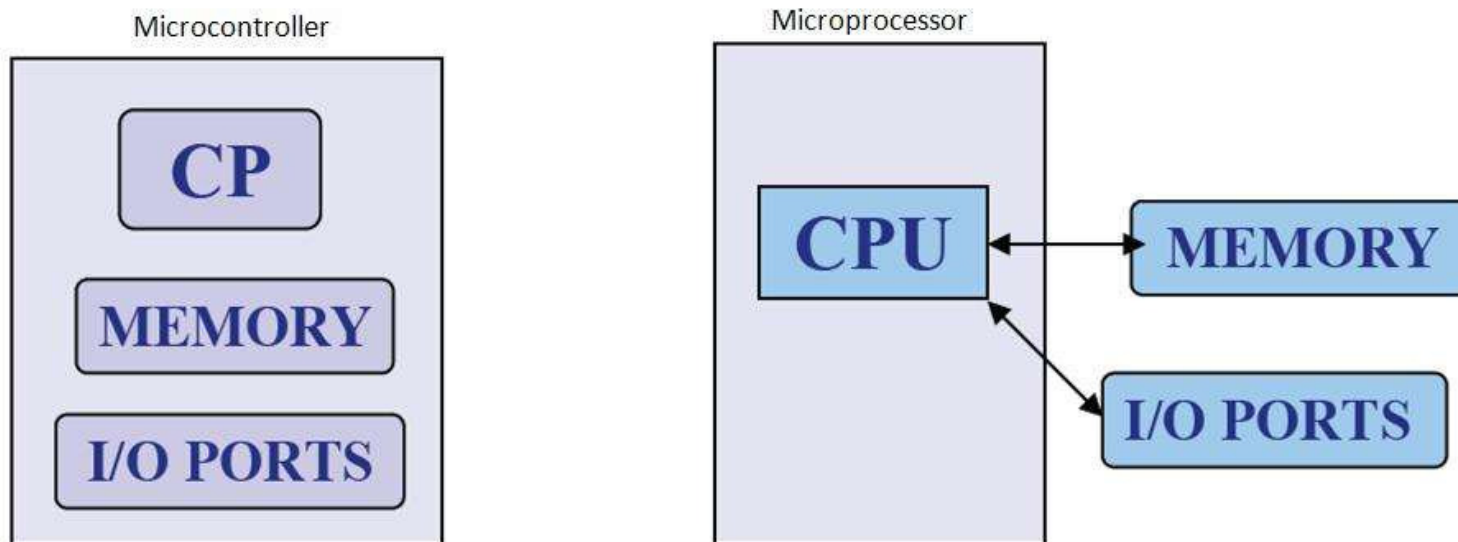 Microcontroller
CP
MEMORY
I/O PORTS
Microprocessor
CPU
MEMORY
I/O PORTS